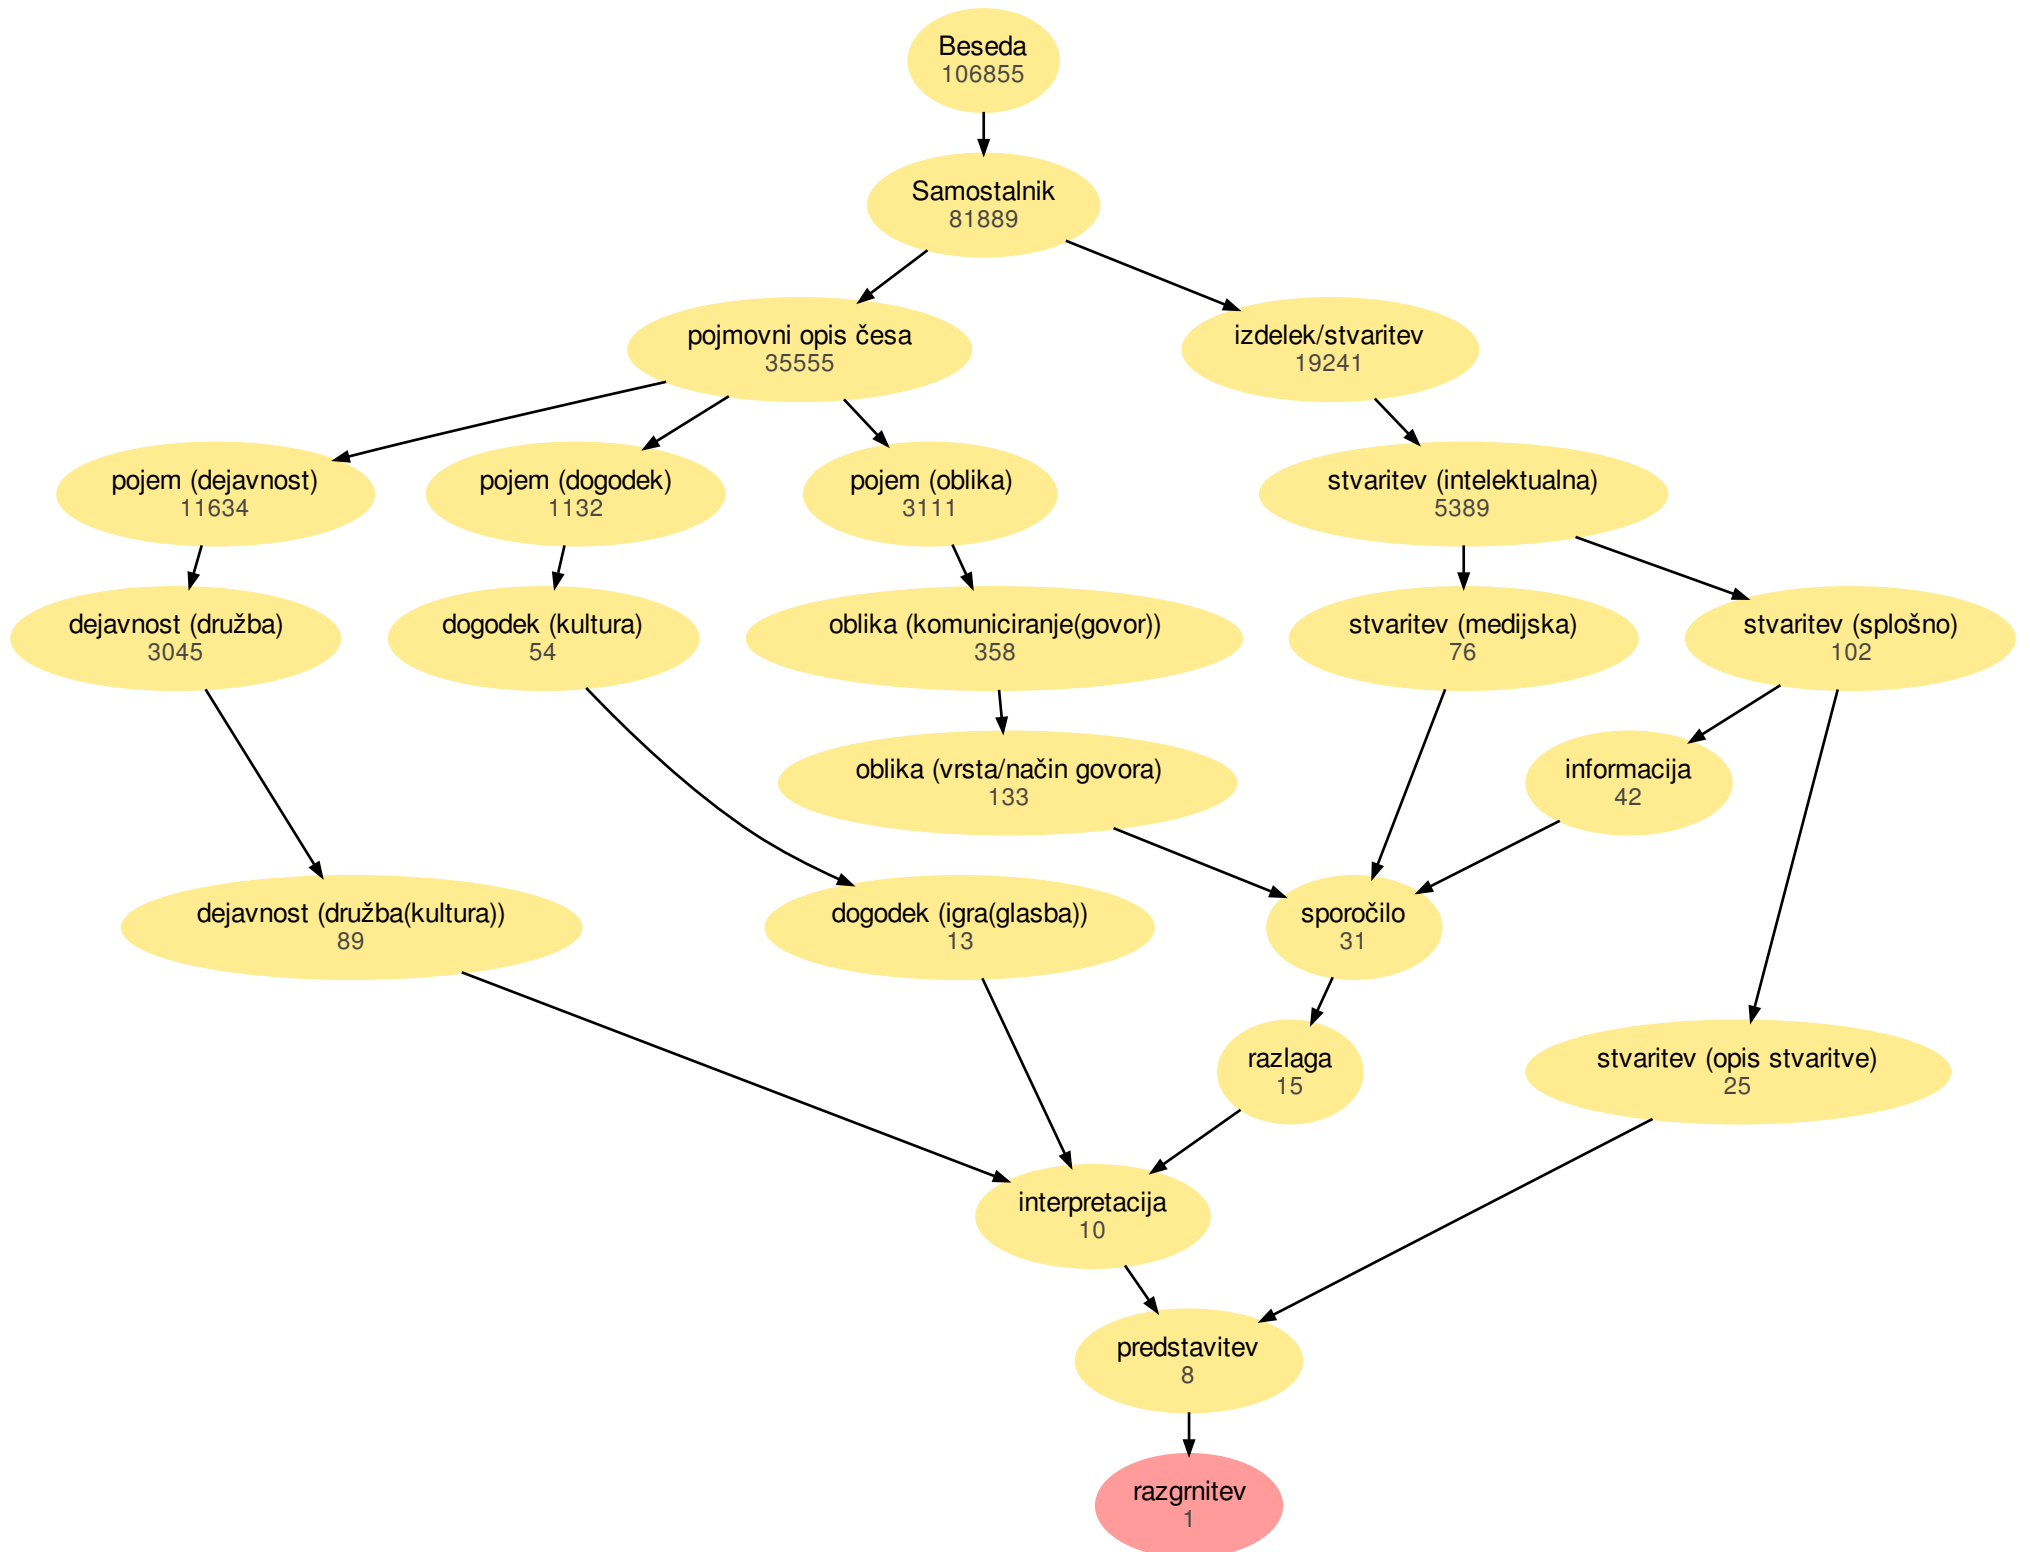 Beseda
106855
Samostalnik
81889
pojmovni opis česa
35555
izdelek/stvaritev
19241
pojem (dejavnost)
11634
pojem (dogodek)
1132
pojem (oblika)
3111
stvaritev (intelektualna)
5389
dejavnost (družba)
3045
dogodek (kultura)
54
oblika (komuniciranje(govor))
358
stvaritev (medijska)
76
stvaritev (splošno)
102
oblika (vrsta/način govora)
133
informacija
42
dejavnost (družba(kultura))
89
dogodek (igra(glasba))
13
sporočilo
31
razlaga
15
stvaritev (opis stvaritve)
25
interpretacija
10
predstavitev
8
razgrnitev
1